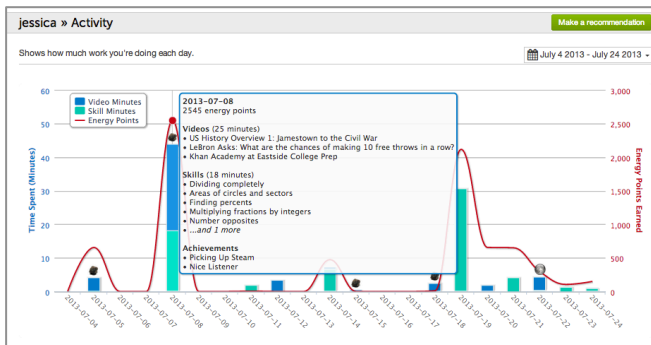 jessica » Activity
Make a recommendation
Shows how much work you're doing each day.
July 4 2013 - July 24 2013
60
50
40
30
20
10
0
Time Spent (Minutes)
Video Minutes
Skill Minutes
Energy Points
2013-07-08
2545 energy points
Videos (25 minutes)
• US History Overview 1: Jamestown to the Civil War
• LeBron Asks: What are the chances of making 10 free throws in a row?
• Khan Academy at Eastside College Prep
Skills (18 minutes)
• Dividing completely
• Areas of circles and sectors
• Finding percents
• Multiplying fractions by integers
• Number opposites
• ...and 1 more
Achievements
• Picking Up Steam
• Nice Listener
3,000
2,500
2,000
1,500
1,000
500
0
Energy Points Earned
2013-07-04
2013-07-05
2013-07-06
2013-07-07
2013-07-08
2013-07-09
2013-07-10
2013-07-11
2013-07-12
2013-07-13
2013-07-14
2013-07-15
2013-07-16
2013-07-17
2013-07-18
2013-07-19
2013-07-20
2013-07-21
2013-07-22
2013-07-23
2013-07-24